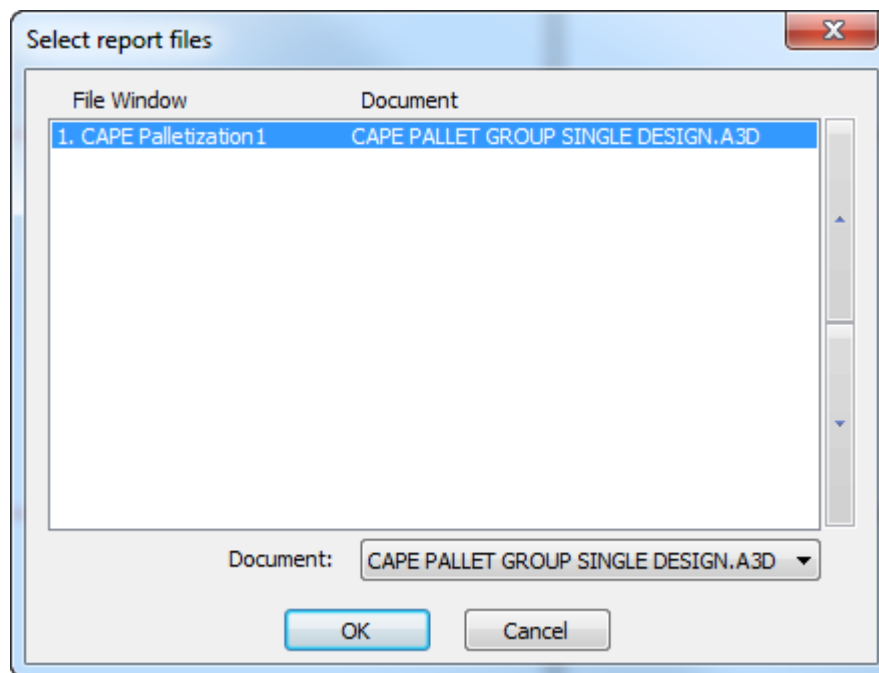 Select report files
File Window Document
1. CAPE Palletization1 CAPE PALLET GROUP SINGLE DESIGN.A3D
Document: CAPE PALLET GROUP SINGLE DESIGN.A3D
OK Cancel